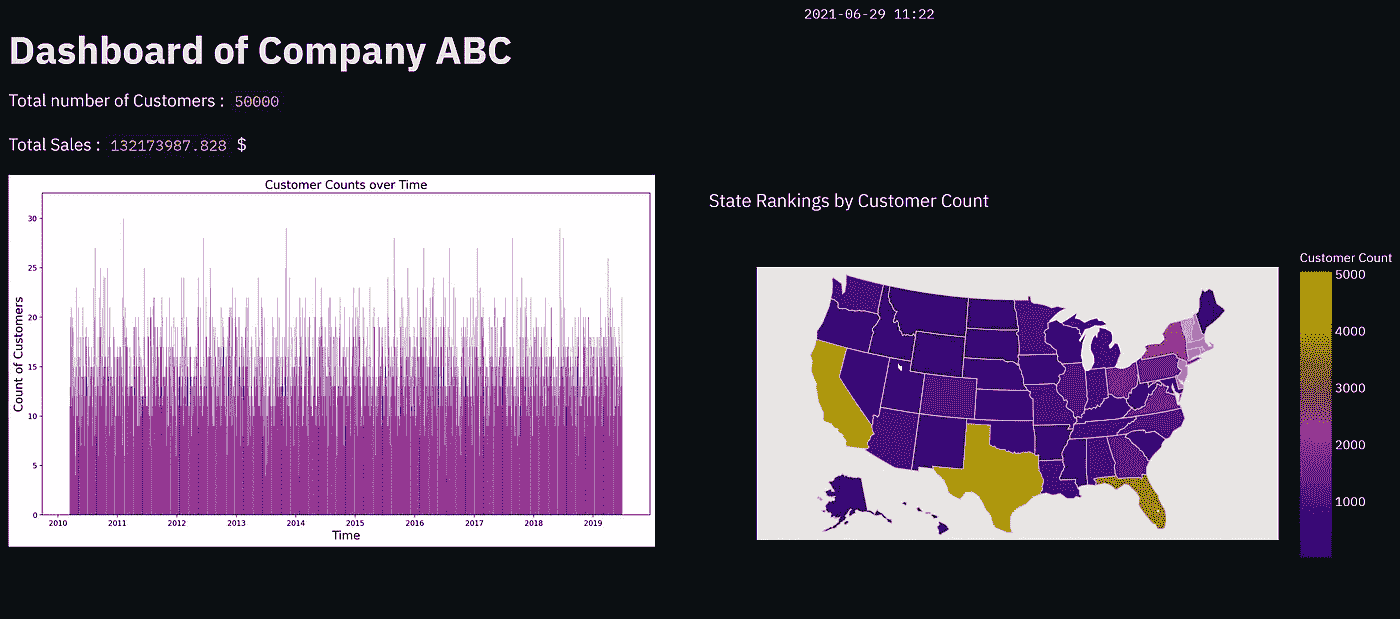 2021-06-29 11:22
Dashboard of Company ABC
Total number of Customers : 50000
Total Sales : 132173987.828 $
Customer Counts over Time
Count of Customers
30
25
20
15
10
5
0
2010 2011 2012 2013 2014 2015 2016 2017 2018 2019
Time
State Rankings by Customer Count
Customer Count
5000
4000
3000
2000
1000